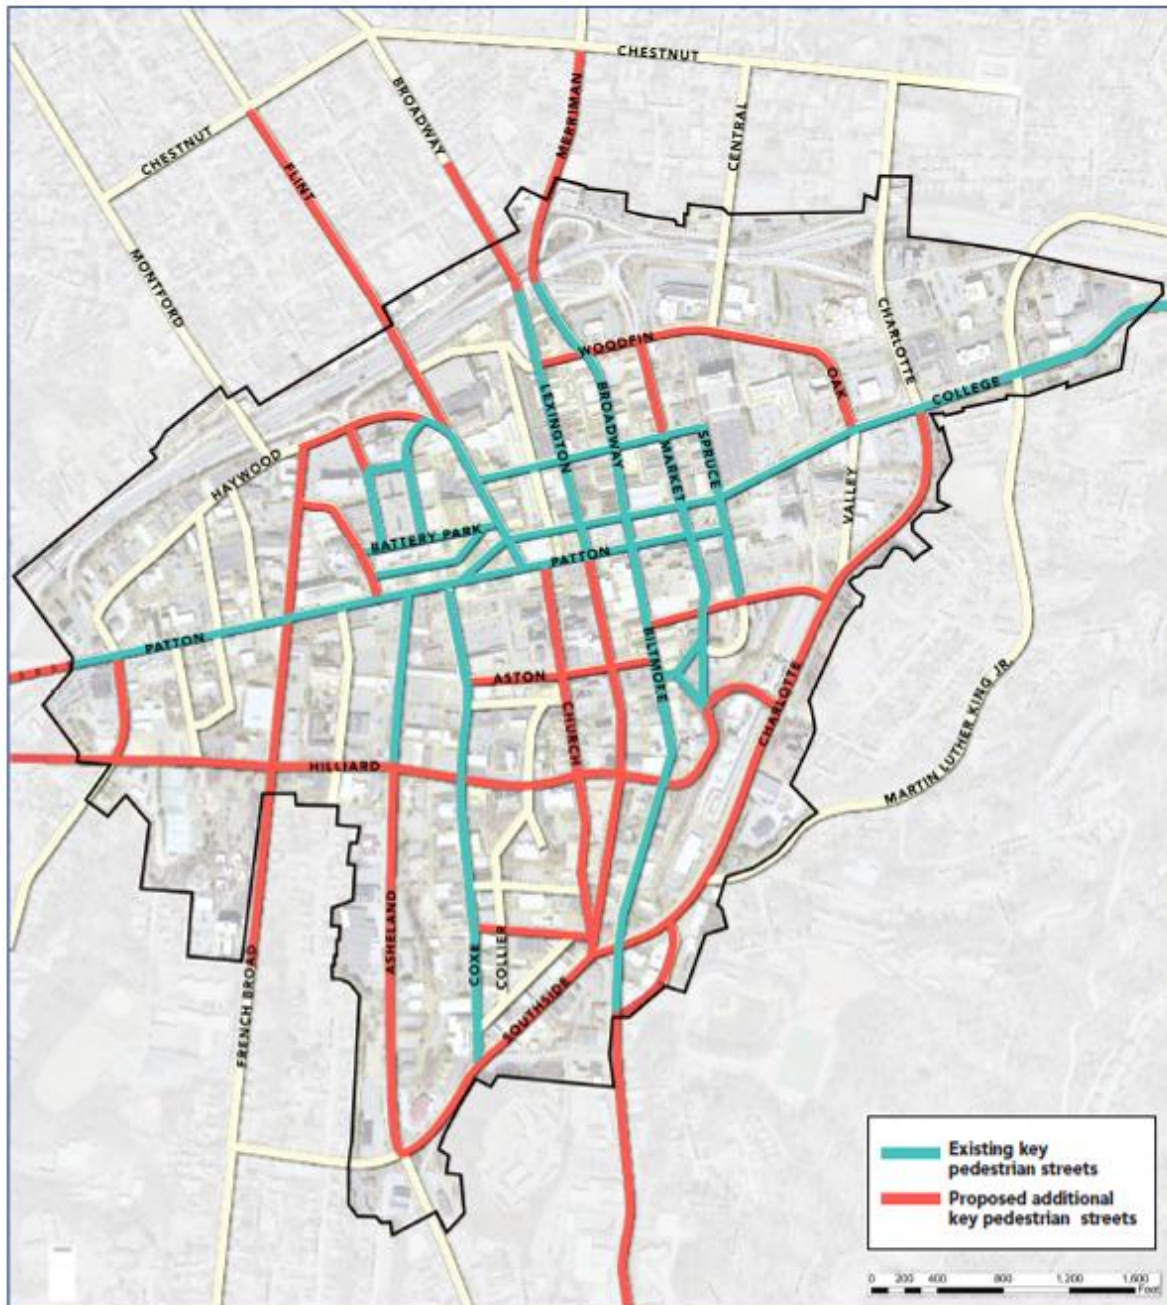 CHESTNUT
BROADWAY
MERRIMAN
CENTRAL
CHESTNUT
FLINT
MONTFORD
CHARLOTTE
WOODFIN
OAK
COLLEGE
LEXINGTON
BROADWAY
MARKET
SPRUCE
HAYWOOD
VALLEY
BATTERY PARK
PATTON
PATTON
BILTMORE
ASTON
CHURCH
CHARLOTTE
MARTIN LUTHER KING JR.
HILLIARD
ASHELAND
COXE
COLLIER
SOUTHSIDE
FRENCH BROAD
Existing key
pedestrian streets
Proposed additional
key pedestrian streets
0 200 400 800 1,200 1,600
Feet